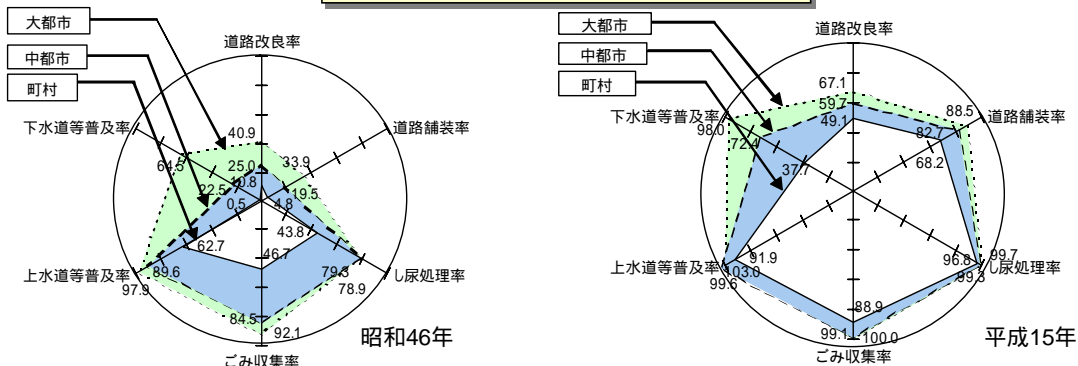 大都市
中都市
町村
道路改良率
下水道等普及率
道路舗装率
40.9
25.0
10.8
33.9
19.5
4.8
64.5
22.5
0.5
62.7
43.8
46.7
上水道等普及率
89.6
97.9
し尿処理率
79.3
78.9
84.5
92.1
ごみ収集率
昭和46年
大都市
中都市
町村
道路改良率
67.1
59.7
49.1
下水道等普及率
98.0
72.4
37.7
88.5
道路舗装率
82.7
68.2
上水道等普及率
91.9
103.0
99.6
96.8
99.7
し尿処理率
99.3
88.9
99.1
100.0
ごみ収集率
平成15年